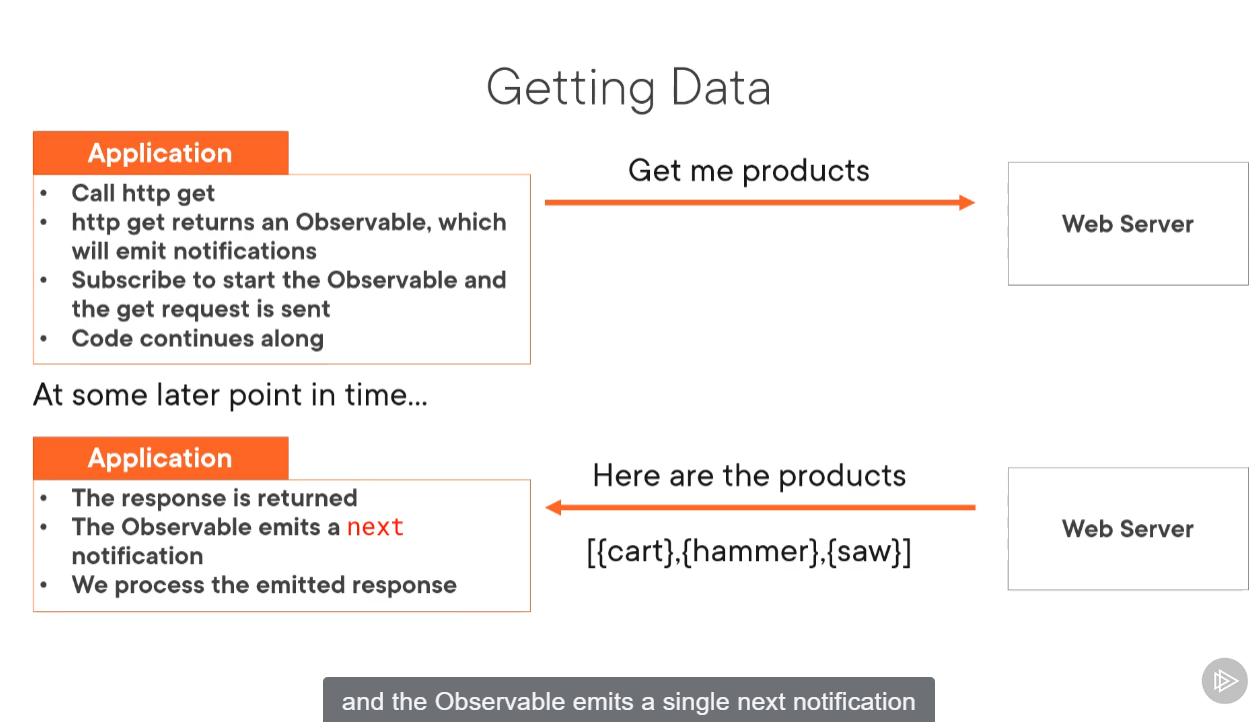 Getting Data
Application
• Call http get
• http get returns an Observable, which
will emit notifications
• Subscribe to start the Observable and
the get request is sent
• Code continues along
Get me products
Web Server
At some later point in time...
Application
• The response is returned
• The Observable emits a next
notification
• We process the emitted response
Here are the products
[{cart},{hammer},{saw}]
Web Server
and the Observable emits a single next notification